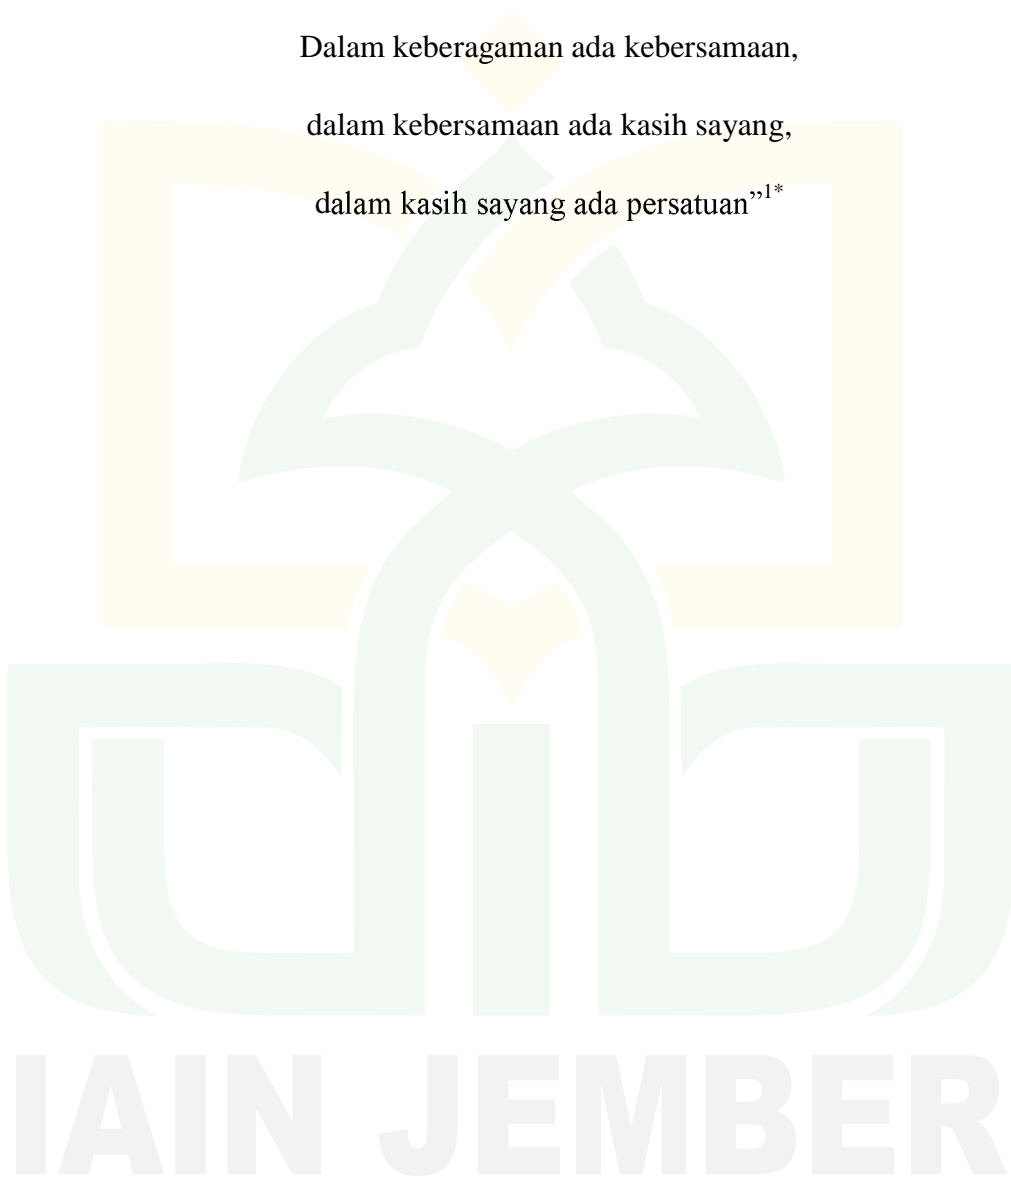 Dalam keberagaman ada kebersamaan,
dalam kebersamaan ada kasih sayang,
dalam kasih sayang ada persatuan”1*
IAIN JEMBER